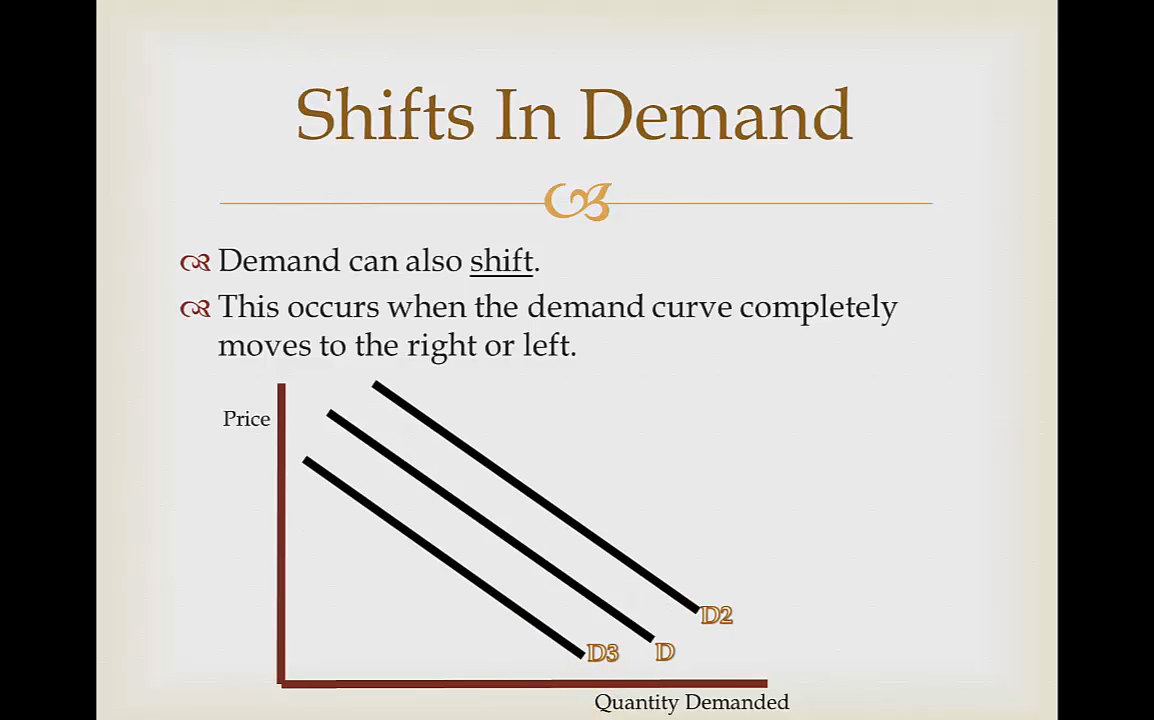 Shifts In Demand
Demand can also shift.
This occurs when the demand curve completely
moves to the right or left.
Price
D2
D3
D
Quantity Demanded